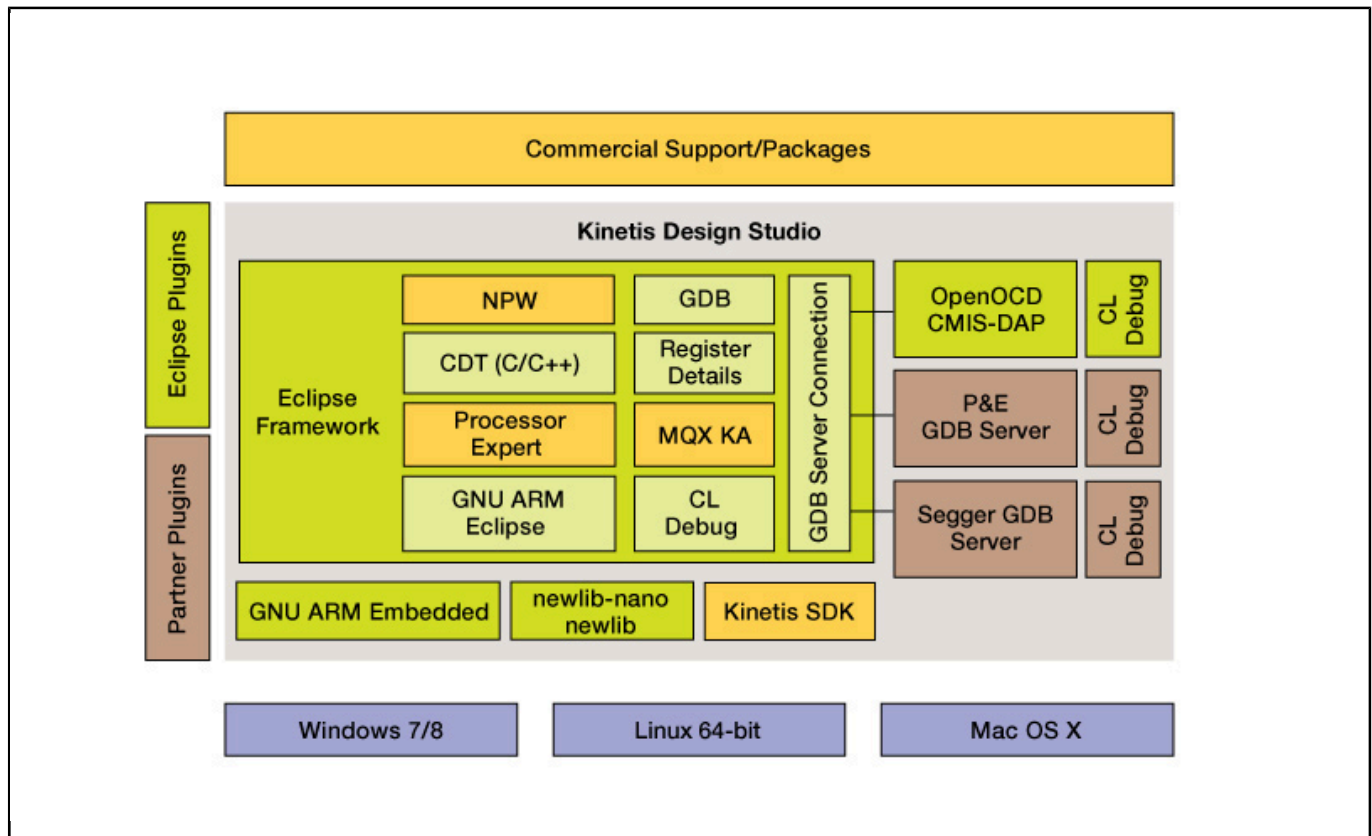 Commercial Support/Packages
Eclipse Plugins
Partner Plugins
Kinetis Design Studio
Eclipse
Framework
NPW
CDT (C/C++)
Processor
Expert
GNU ARM
Eclipse
GDB
Register
Details
MQX KA
CL
Debug
GDB Server Connection
OpenOCD
CMIS-DAP
CL
Debug
P&E
GDB Server
CL
Debug
Segger GDB
Server
CL
Debug
GNU ARM Embedded
newlib-nano
newlib
Kinetis SDK
Windows 7/8
Linux 64-bit
Mac OS X